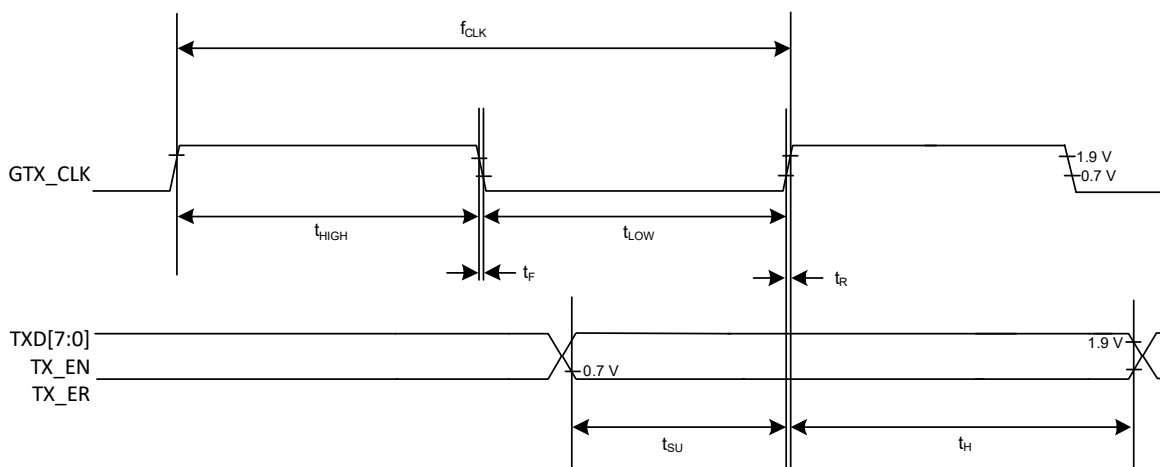 fCLK
GTX_CLK
1.9 V
0.7 V
tHIGH
tLOW
tF
tR
TXD[7:0]
TX_EN
TX_ER
1.9 V
0.7 V
tSU
tH